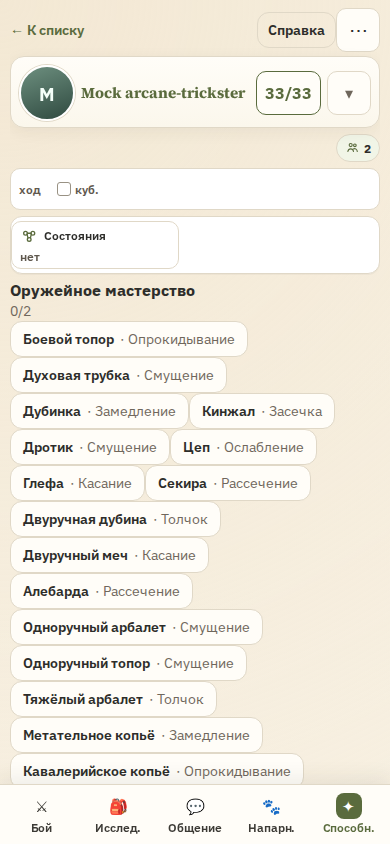 ← К списку
Справка
...
M
Mock arcane-trickster
33/33
▾
2
ход
куб.
Состояния
нет
Оружейное мастерство
0/2
Боевой топор · Опрокидывание
Духовая трубка · Смущение
Дубинка · Замедление
Кинжал · Засечка
Дротик · Смущение
Цеп · Ослабление
Глефа · Касание
Секира · Рассечение
Двуручная дубина · Толчок
Двуручный меч · Касание
Алебарда · Рассечение
Одноручный арбалет · Смущение
Одноручный топор · Смущение
Тяжёлый арбалет · Толчок
Метательное копьё · Замедление
Кавалерийское копьё · Опрокидывание
Бой
Исслед.
Общение
Напарн.
Способн.